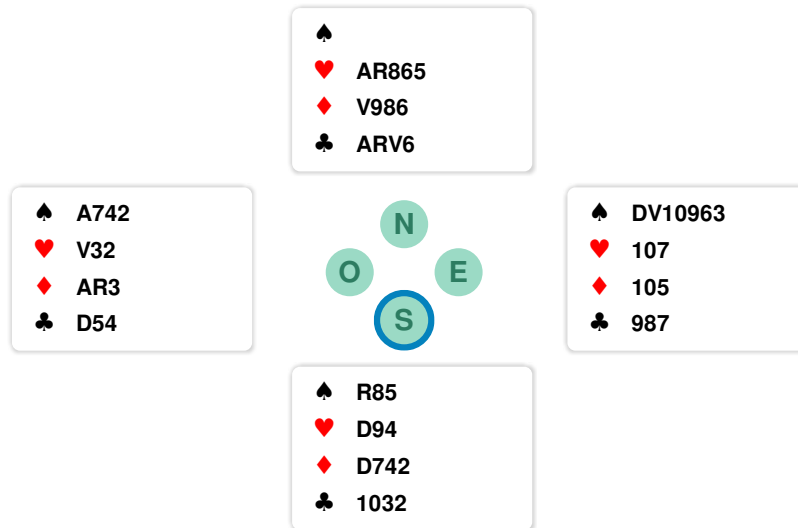 ♠
♥ AR865
♦ V986
♣ ARV6
♠ A742
♥ V32
♦ AR3
♣ D54
N
O E
S
♠ DV10963
♥ 107
♦ 105
♣ 987
♠ R85
♥ D94
♦ D742
♣ 1032